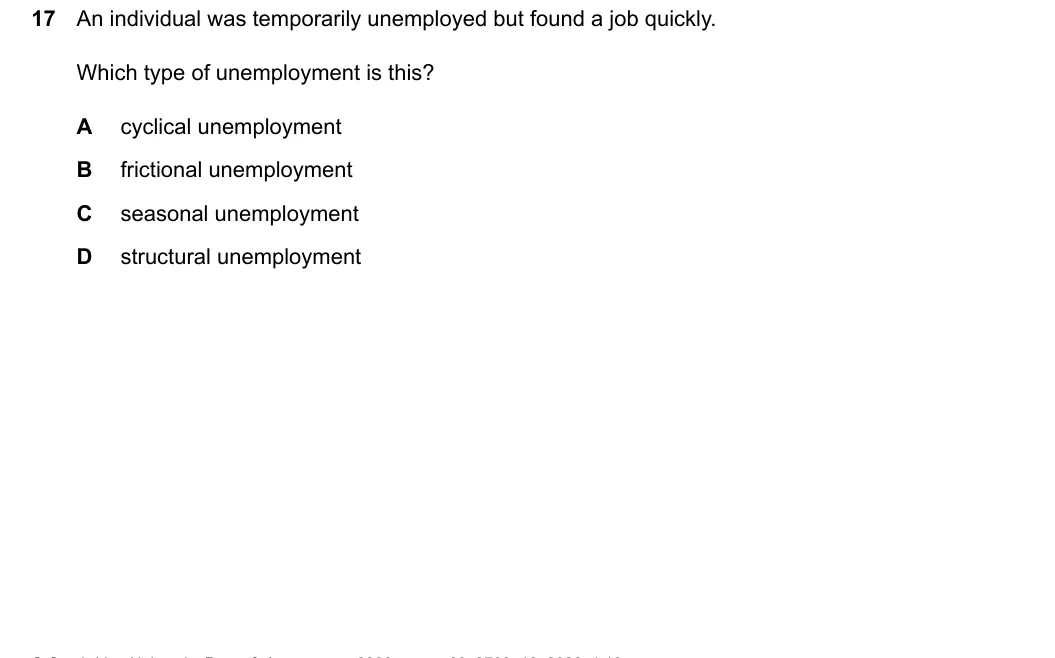 17 An individual was temporarily unemployed but found a job quickly.
Which type of unemployment is this?
A cyclical unemployment
B frictional unemployment
C seasonal unemployment
D structural unemployment